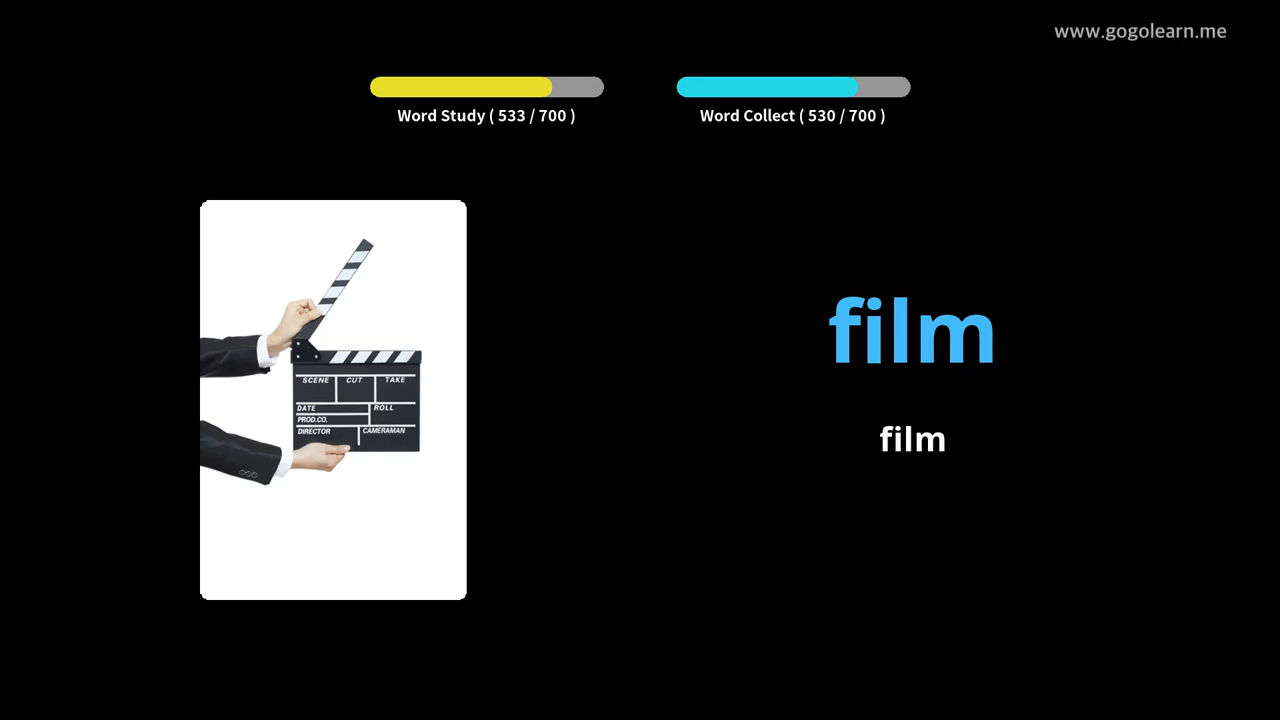 www.gogolearn.me
Word Study ( 533 / 700 )
Word Collect ( 530 / 700 )
film
film
SCENE CUT TAKE
DATE ROLL
PROD.CO.
DIRECTOR CAMERAMAN